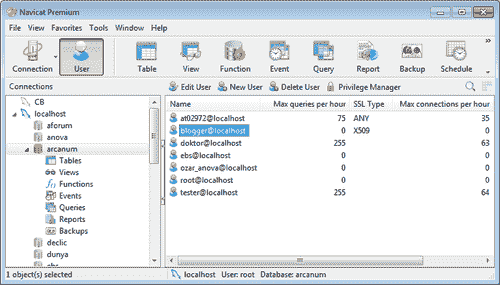 Navicat Premium
File View Favorites Tools Window Help
Connection User Table View Function Event Query Report Backup Schedule
Connections
Edit User New User Delete User Privilege Manager
CB
localhost
aforum
anova
arcanum
Tables
Views
Functions
Events
Queries
Reports
Backups
declic
dunya
Name Max queries per hour SSL Type Max connections per hour
at02972@localhost 75 ANY 35
blogger@localhost 0 X509 0
doktor@localhost 255 63
ebs@localhost 0 0
ozar_anova@localhost 0 0
root@localhost 0 0
tester@localhost 255 64
1 object(s) selected localhost User: root Database: arcanum